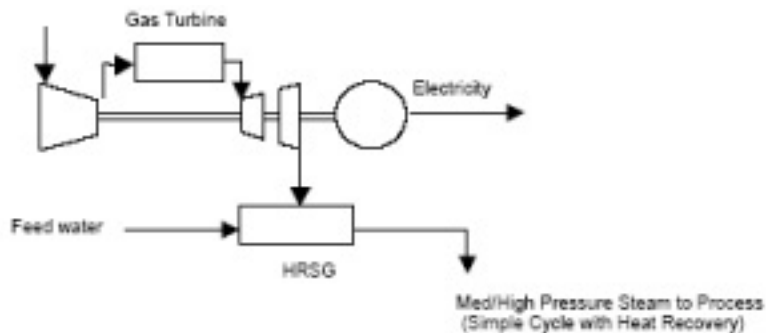 Gas Turbine
Electricity
Feed water
HRSG
Med/High Pressure Steam to Process
(Simple Cycle with Heat Recovery)